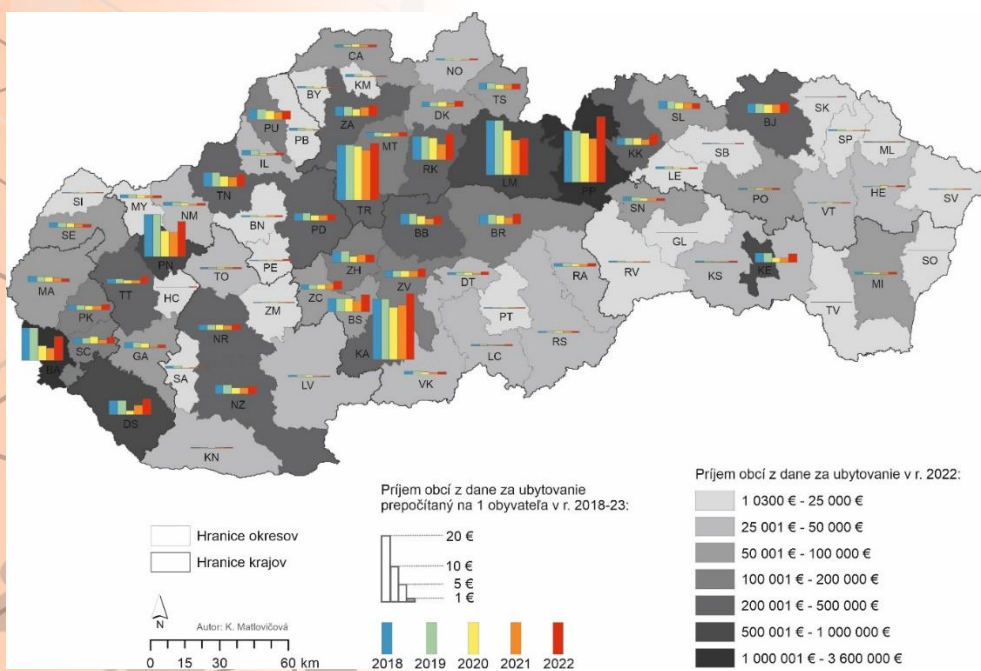 CA
NO
KM
BY
TS
DK
ZA
PU
PB
SL
BJ
SK
SP
ML
MT
RK
LM
PP
KK
LE
SB
HE
SV
IL
TN
TR
SN
PO
VT
SI
MY
NM
BN
PD
BB
BR
GL
SO
SE
PN
PE
ZH
ZV
DT
RA
RV
KS
KE
MI
MA
TT
TO
HC
ZM
ZC
BS
PT
TV
PK
SC
GA
NR
KA
RS
BA
SA
LV
VK
LC
DS
NZ
KN
Príjem obcí z dane za ubytovanie
prepočítaný na 1 obyvateľa v r. 2018-23:
20 €
10 €
5 €
1 €
2018 2019 2020 2021 2022
Hranice okresov
Hranice krajov
N
Autor: K. Matlovičová
0 15 30 60 km
Príjem obcí z dane za ubytovanie v r. 2022:
1 0300 € - 25 000 €
25 001 € - 50 000 €
50 001 € - 100 000 €
100 001 € - 200 000 €
200 001 € - 500 000 €
500 001 € - 1 000 000 €
1 000 001 € - 3 600 000 €